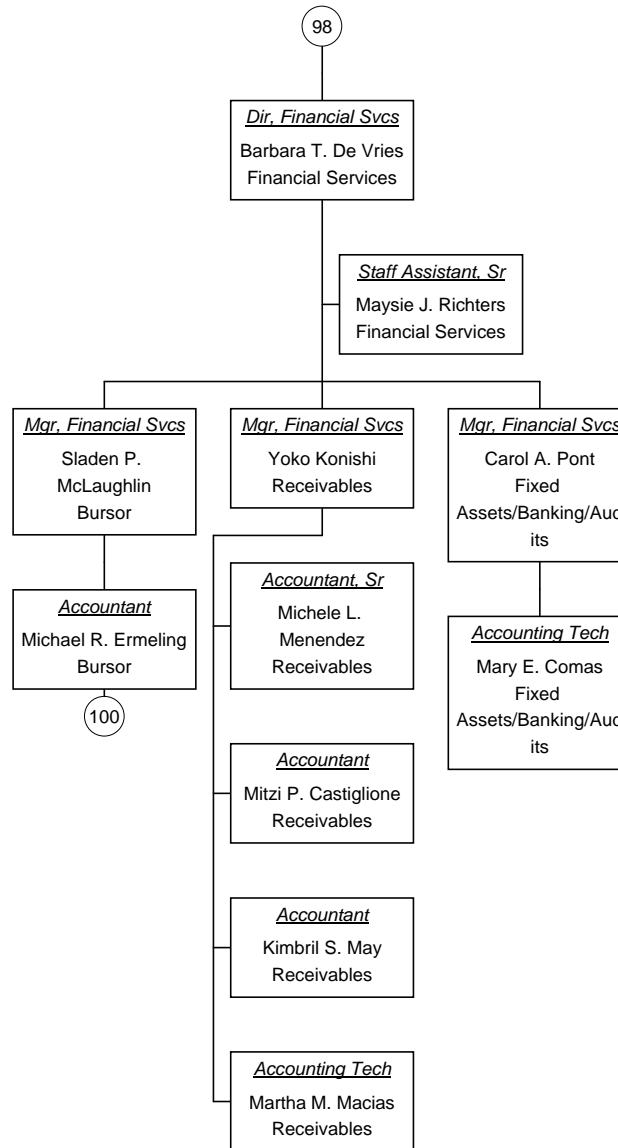 98
Dir, Financial Svcs
Barbara T. De Vries
Financial Services
Staff Assistant, Sr
Maysie J. Richters
Financial Services
Mgr, Financial Svcs
Sladen P.
McLaughlin
Bursor
Accountant
Michael R. Ermeling
Bursor
100
Mgr, Financial Svcs
Yoko Konishi
Receivables
Accountant, Sr
Michele L.
Menendez
Receivables
Accountant
Mitzi P. Castiglione
Receivables
Accountant
Kimbril S. May
Receivables
Accounting Tech
Martha M. Macias
Receivables
Mgr, Financial Svcs
Carol A. Pont
Fixed
Assets/Banking/Aud
its
Accounting Tech
Mary E. Comas
Fixed
Assets/Banking/Aud
its